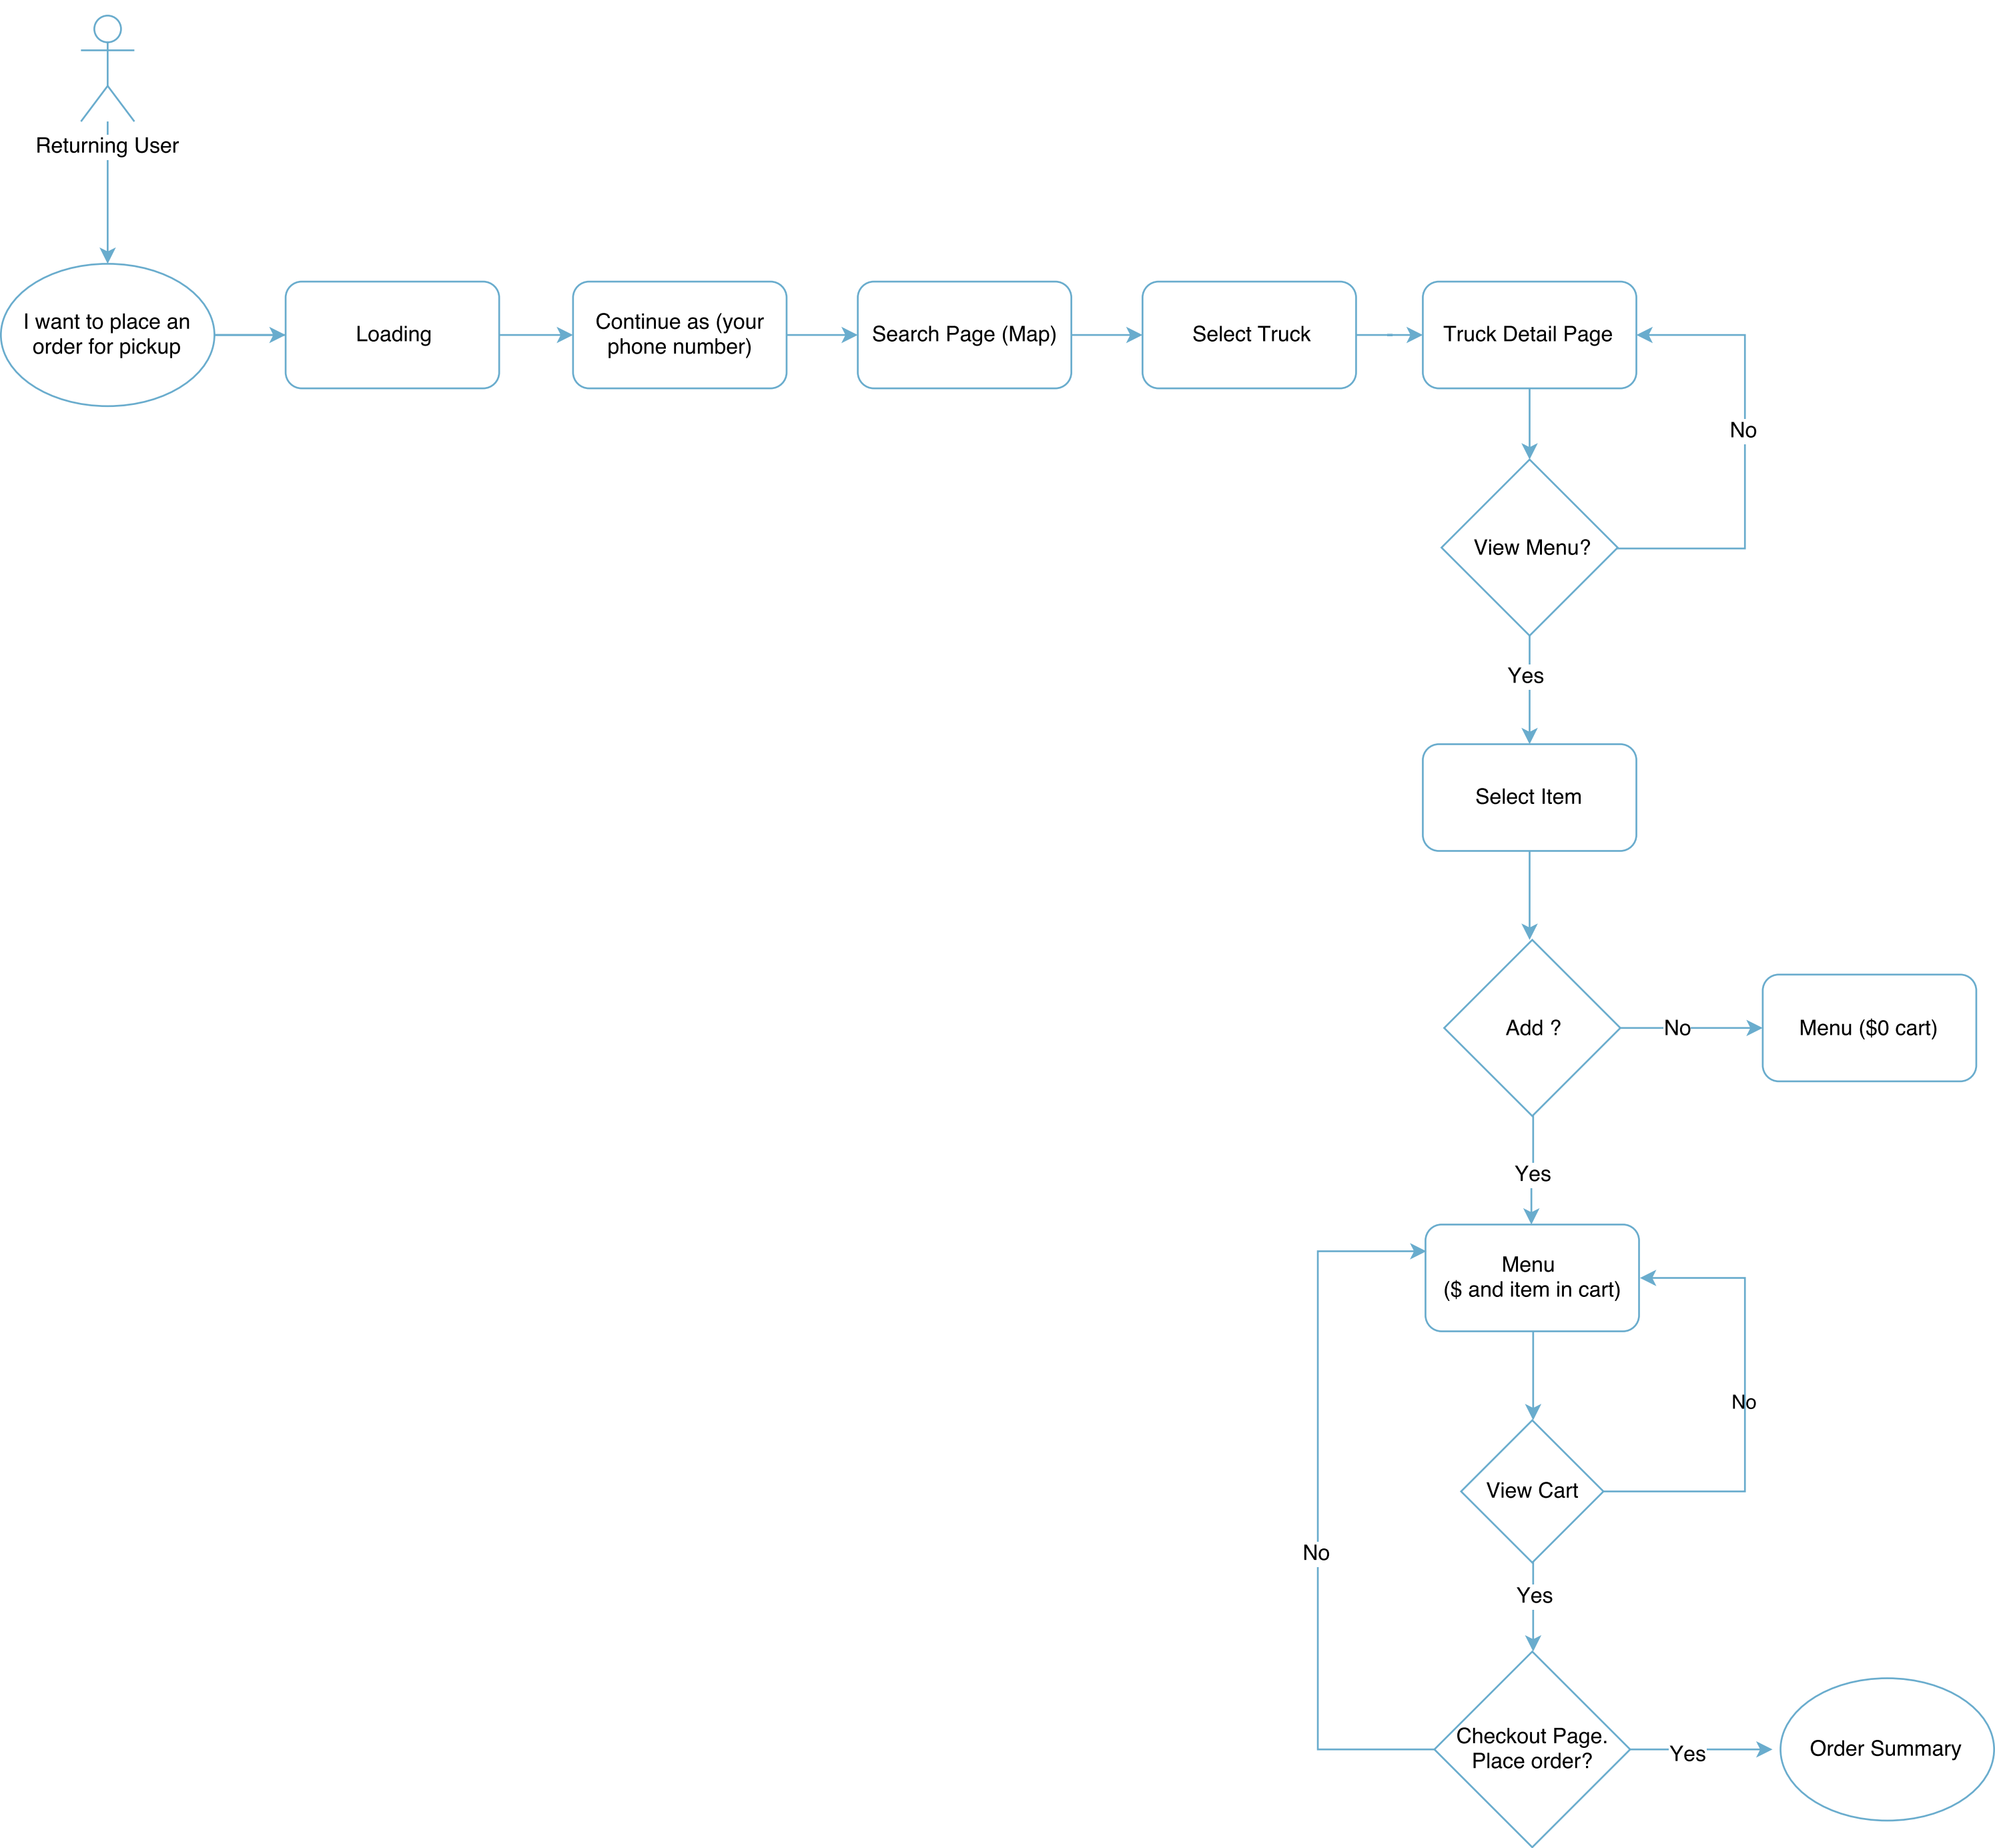 Returning User
I want to place an
order for pickup
Loading
Continue as (your
phone number)
Search Page (Map)
Select Truck
Truck Detail Page
No
View Menu?
Yes
Select Item
Add ?
No
Menu ($0 cart)
Yes
Menu
($ and item in cart)
No
View Cart
No
Yes
Checkout Page.
Place order?
Yes
Order Summary